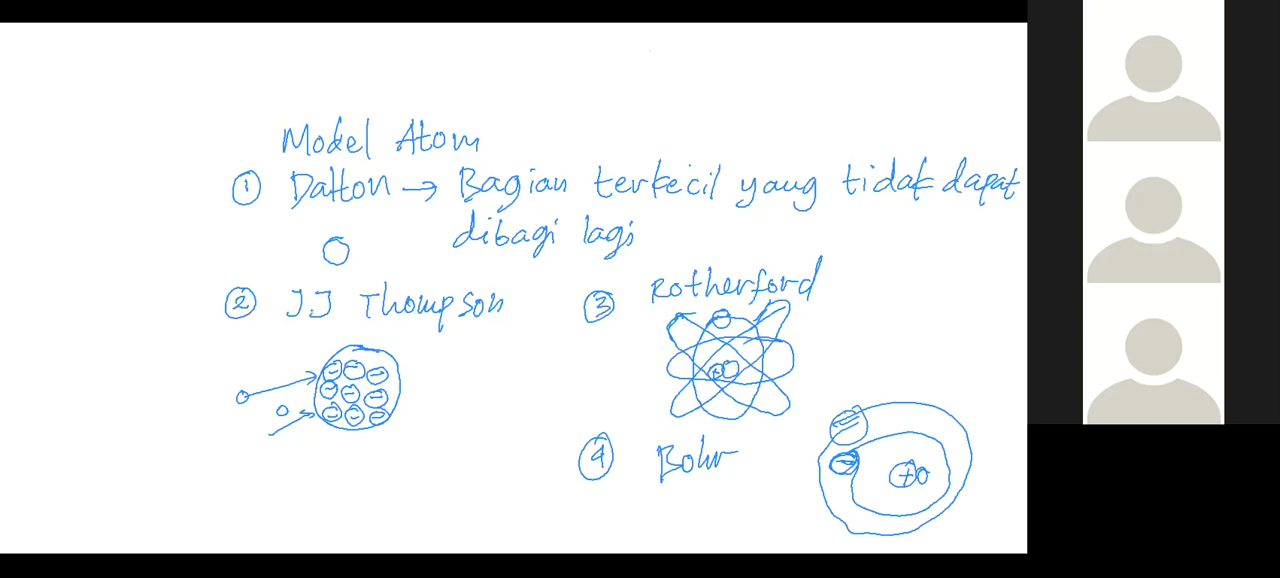 Model Atom
① Dalton → Bagian terkecil yang tidak dapat
dibagi lagi
② JJ Thompson
③ Rotherford
④ Bohr